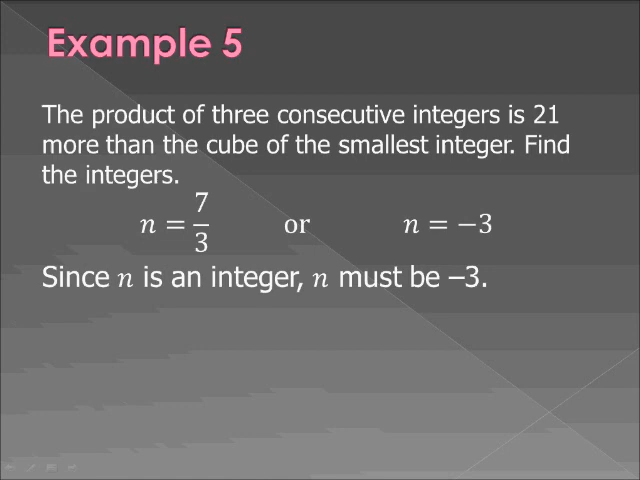 Example 5
The product of three consecutive integers is 21
more than the cube of the smallest integer. Find
the integers.
n = 7/3 or n = −3
Since n is an integer, n must be –3.